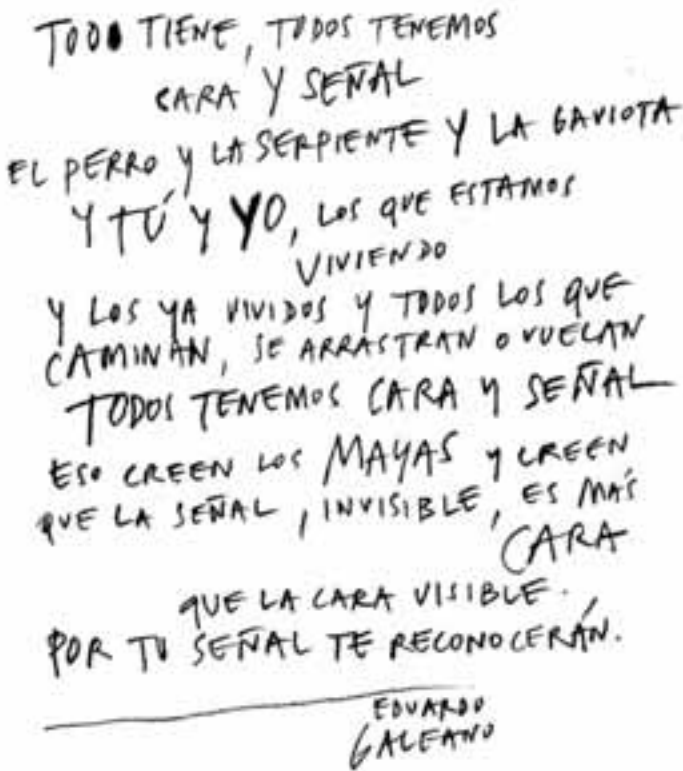 TODO TIENE, TODOS TENEMOS
CARA Y SEÑAL
EL PERRO Y LA SERPIENTE Y LA GAVIOTA
Y TÚ Y YO, LOS QUE ESTAMOS
VIVIENDO
Y LOS YA VIVIDOS Y TODOS LOS QUE
CAMINAN, SE ARRASTRAN O VUELAN
TODOS TENEMOS CARA Y SEÑAL
ESO CREEN LOS MAYAS Y CREEN
QUE LA SEÑAL, INVISIBLE, ES MÁS
CARA
QUE LA CARA VISIBLE.
POR TU SEÑAL TE RECONOCERÁN.
EDUARDO
GALEANO